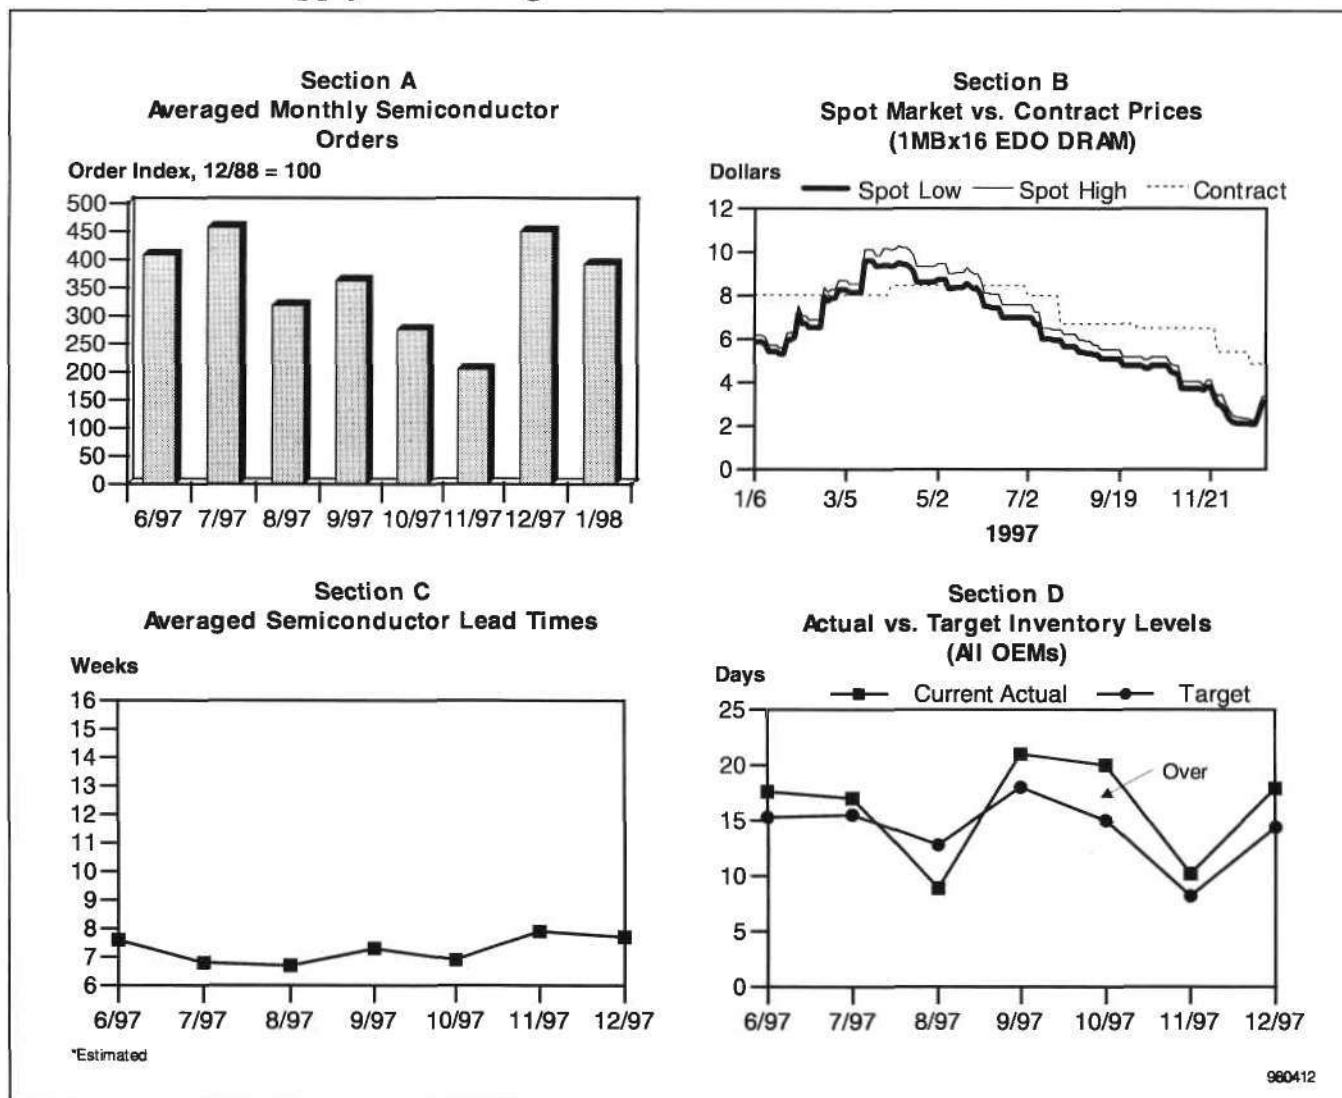 Section A
Averaged Monthly Semiconductor
Orders
Order Index, 12/88 = 100
500
450
400
350
300
250
200
150
100
50
0
6/97 7/97 8/97 9/97 10/97 11/97 12/97 1/98
Section B
Spot Market vs. Contract Prices
(1MBx16 EDO DRAM)
Dollars
Spot Low Spot High Contract
12
10
8
6
4
2
0
1/6 3/5 5/2 7/2 9/19 11/21
1997
Section C
Averaged Semiconductor Lead Times
Weeks
16
15
14
13
12
11
10
9
8
7
6
6/97 7/97 8/97 9/97 10/97 11/97 12/97
*Estimated
Section D
Actual vs. Target Inventory Levels
(All OEMs)
Days
Current Actual Target
25
20
15
10
5
0
Over
6/97 7/97 8/97 9/97 10/97 11/97 12/97
980412